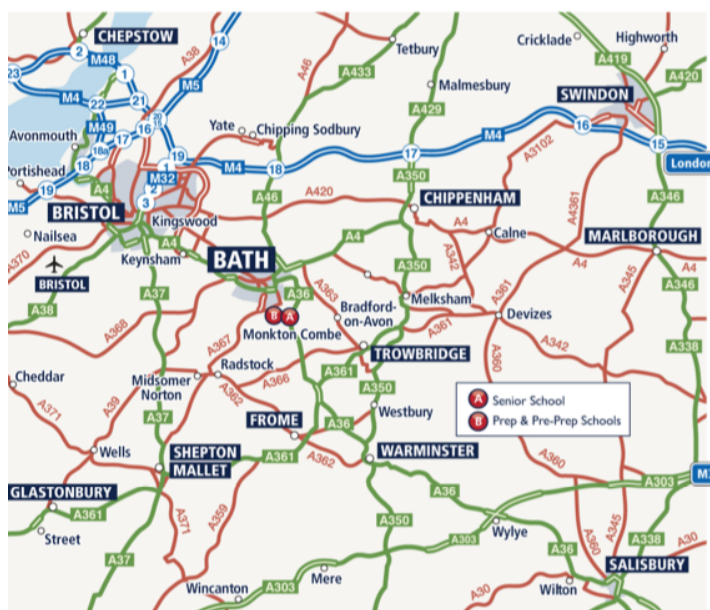 CHEPSTOW
Cricklade
Highworth
14
2
M48
A38
A46
Tetbury
A419
23
1
A433
A420
M5
Malmesbury
SWINDON
M4
22
21
A429
M49
Avonmouth
17
16
20
15
Yate
Chipping Sodbury
M4
16
A3102
15
18a
18
19
1
17
Portishead
M4
18
London
19
A4
M32
2
A350
M5
3
A46
A420
CHIPPENHAM
A346
BRISTOL
Kingswood
A4361
Nailsea
A4
A4
Calne
A4
MARLBOROUGH
Keynsham
BATH
A342
A4
A370
BRISTOL
A350
A361
A345
A346
A38
A37
A36
A363
Melksham
B
A
Bradford-
on-Avon
Devizes
A368
Monkton Combe
A361
A367
A342
A338
TROWBRIDGE
Radstock
A361
A360
Cheddar
Midsomer
Norton
A366
A350
A362
A Senior School
A371
A39
A37
FROME
Westbury
B Prep & Pre-Prep Schools
A36
Wells
SHEPTON
MALLET
A361
A362
WARMINSTER
A360
A303
GLASTONBURY
A36
A361
A371
A359
A350
Wylye
A345
A338
A30
Street
A303
A36
A360
A37
SALISBURY
Wincanton
A303
Mere
A30
Wilton